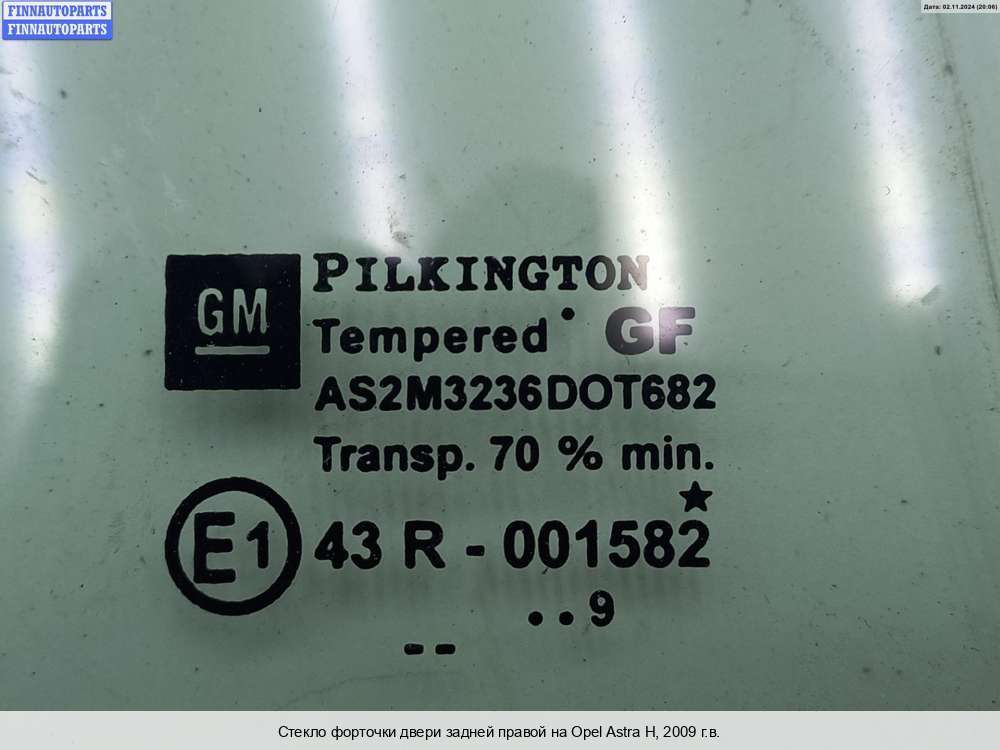 FINNAUTOPARTS
FINNAUTOPARTS
Дата: 02.11.2024 (20:06)
GM
PILKINGTON
Tempered GF
AS2M3236DOT682
Transp. 70 % min.
E1 43 R - 001582
. . 9
--
Стекло форточки двери задней правой на Opel Astra H, 2009 г.в.